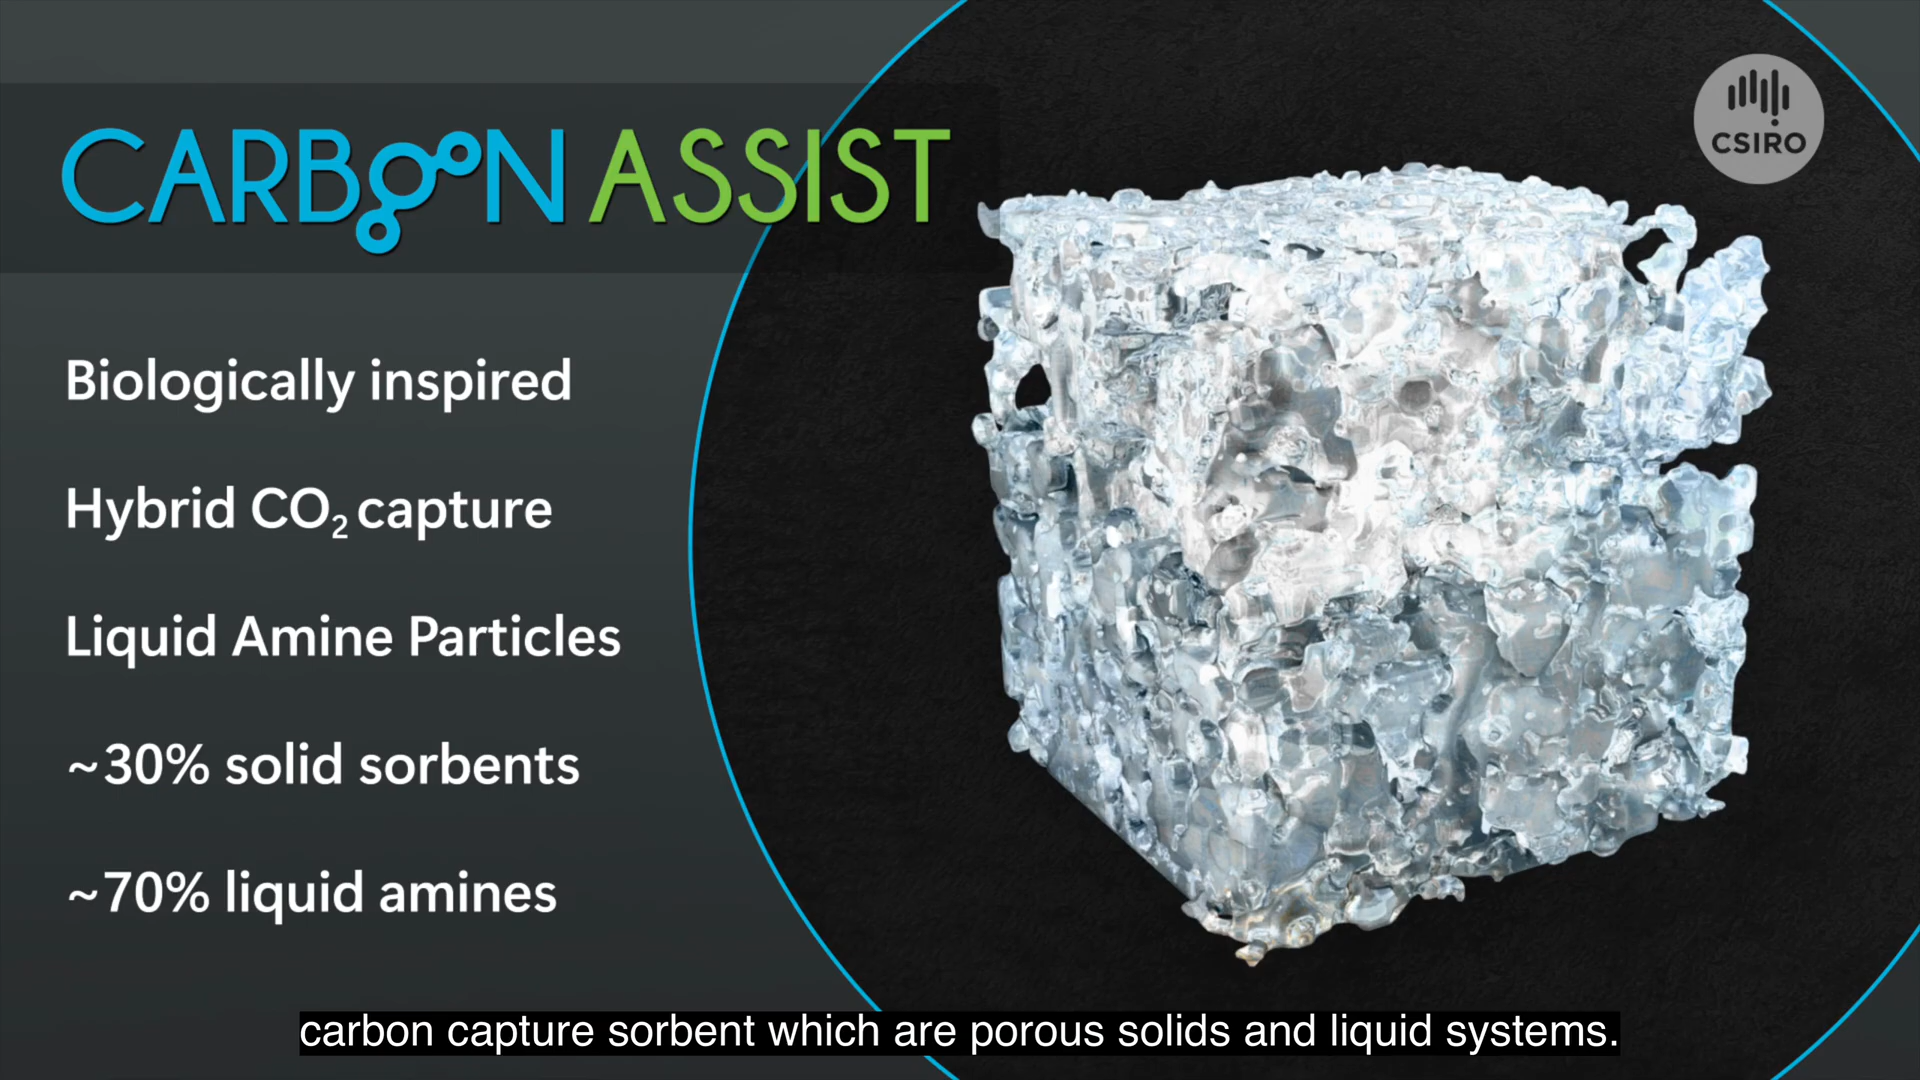 CARBON ASSIST
CSIRO
Biologically inspired
Hybrid CO₂ capture
Liquid Amine Particles
~30% solid sorbents
~70% liquid amines
carbon capture sorbent which are porous solids and liquid systems.